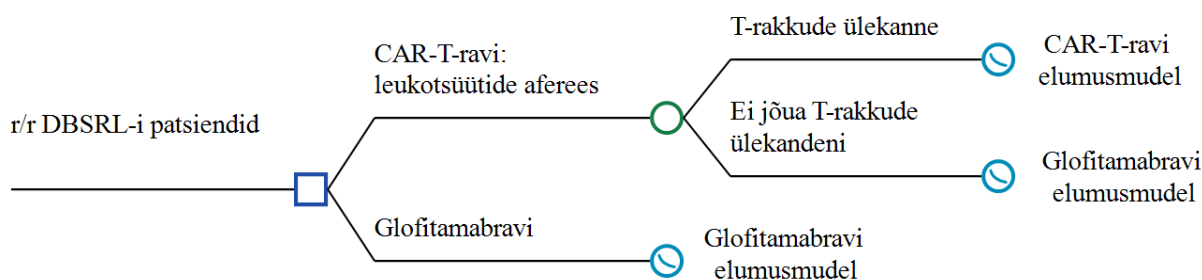 r/r DBSRL-i patsiendid
CAR-T-ravi:
leukotsüütide aferees
T-rakkude ülekanne
CAR-T-ravi
elumusmudel
Ei jõua T-rakkude
ülekandeni
Glofitamabravi
elumusmudel
Glofitamabravi
Glofitamabravi
elumusmudel